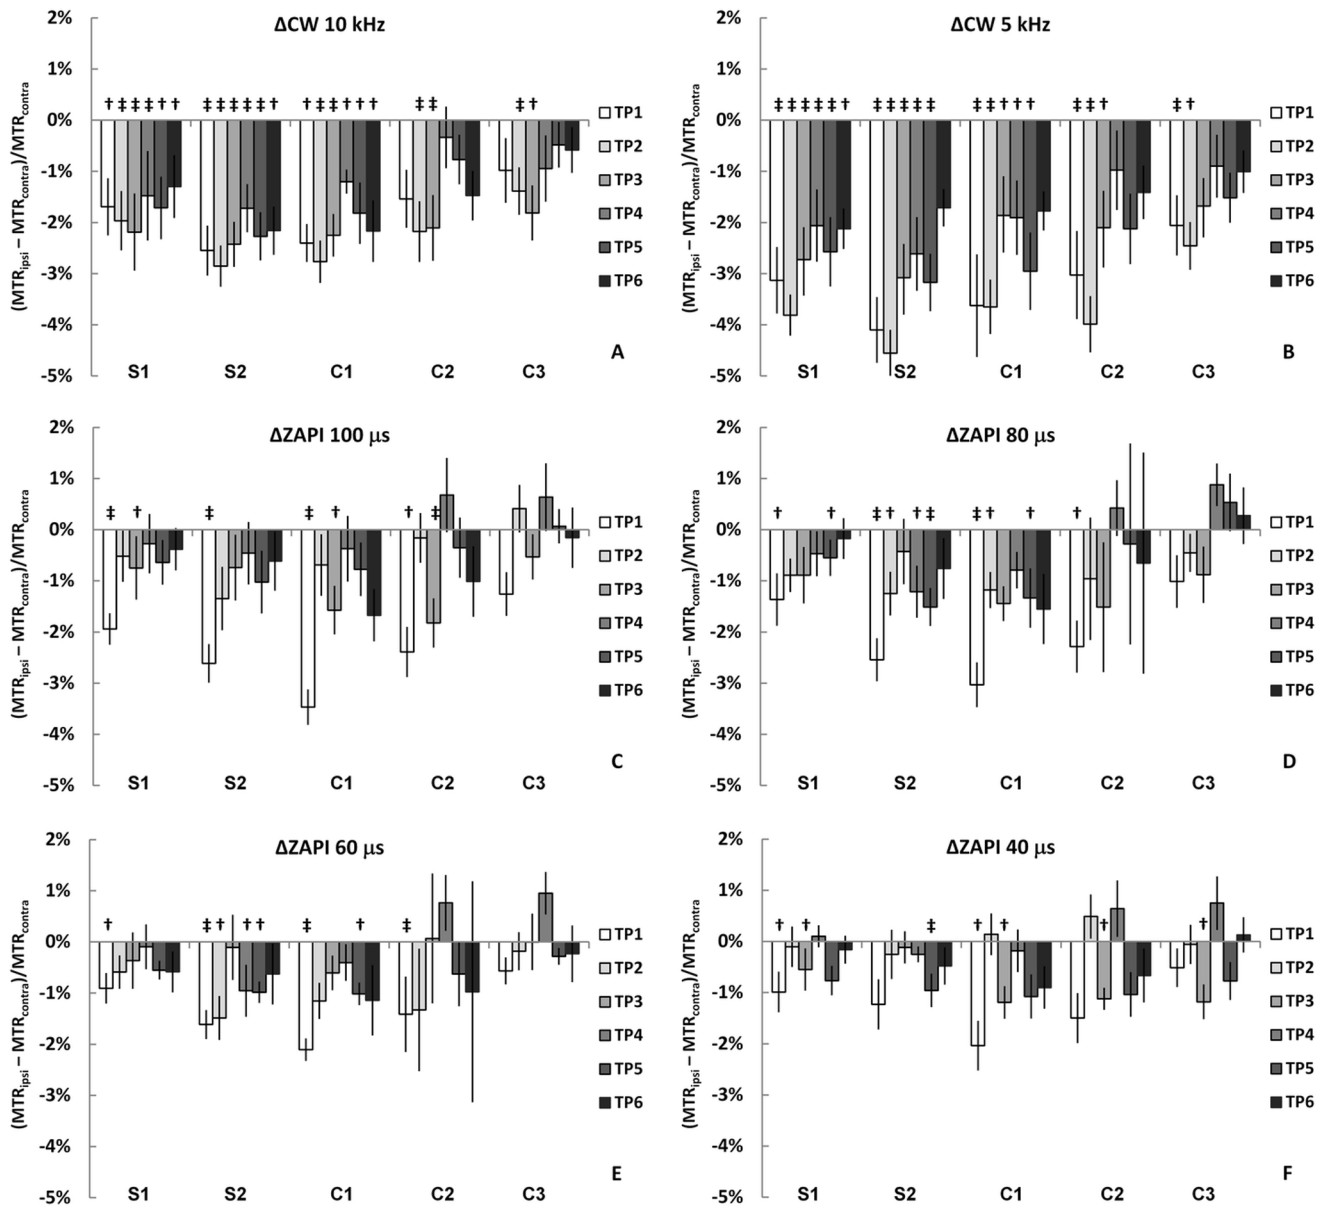 ΔCW 10 kHz
2%
1%
0%
-1%
-2%
-3%
-4%
-5%
(MTRipsi – MTRcontra)/MTRcontra
† ‡ ‡ ‡ † †
‡ ‡ ‡ ‡ ‡ †
† ‡ ‡ † † †
‡ ‡
‡ †
S1 S2 C1 C2 C3
TP1
TP2
TP3
TP4
TP5
TP6
A
ΔCW 5 kHz
2%
1%
0%
-1%
-2%
-3%
-4%
-5%
(MTRipsi – MTRcontra)/MTRcontra
‡ ‡ ‡ ‡ ‡ †
‡ ‡ ‡ ‡ ‡
‡ ‡ † † †
‡ ‡ †
‡ †
S1 S2 C1 C2 C3
TP1
TP2
TP3
TP4
TP5
TP6
B
ΔZAPI 100 μs
2%
1%
0%
-1%
-2%
-3%
-4%
-5%
(MTRipsi – MTRcontra)/MTRcontra
‡ †
‡
‡ †
† ‡
S1 S2 C1 C2 C3
TP1
TP2
TP3
TP4
TP5
TP6
C
ΔZAPI 80 μs
2%
1%
0%
-1%
-2%
-3%
-4%
-5%
(MTRipsi – MTRcontra)/MTRcontra
† †
‡ † † ‡
‡ † †
†
S1 S2 C1 C2 C3
TP1
TP2
TP3
TP4
TP5
TP6
D
ΔZAPI 60 μs
2%
1%
0%
-1%
-2%
-3%
-4%
-5%
(MTRipsi – MTRcontra)/MTRcontra
†
‡ † † †
‡ †
‡
S1 S2 C1 C2 C3
TP1
TP2
TP3
TP4
TP5
TP6
E
ΔZAPI 40 μs
2%
1%
0%
-1%
-2%
-3%
-4%
-5%
(MTRipsi – MTRcontra)/MTRcontra
† †
‡
† †
†
†
S1 S2 C1 C2 C3
TP1
TP2
TP3
TP4
TP5
TP6
F